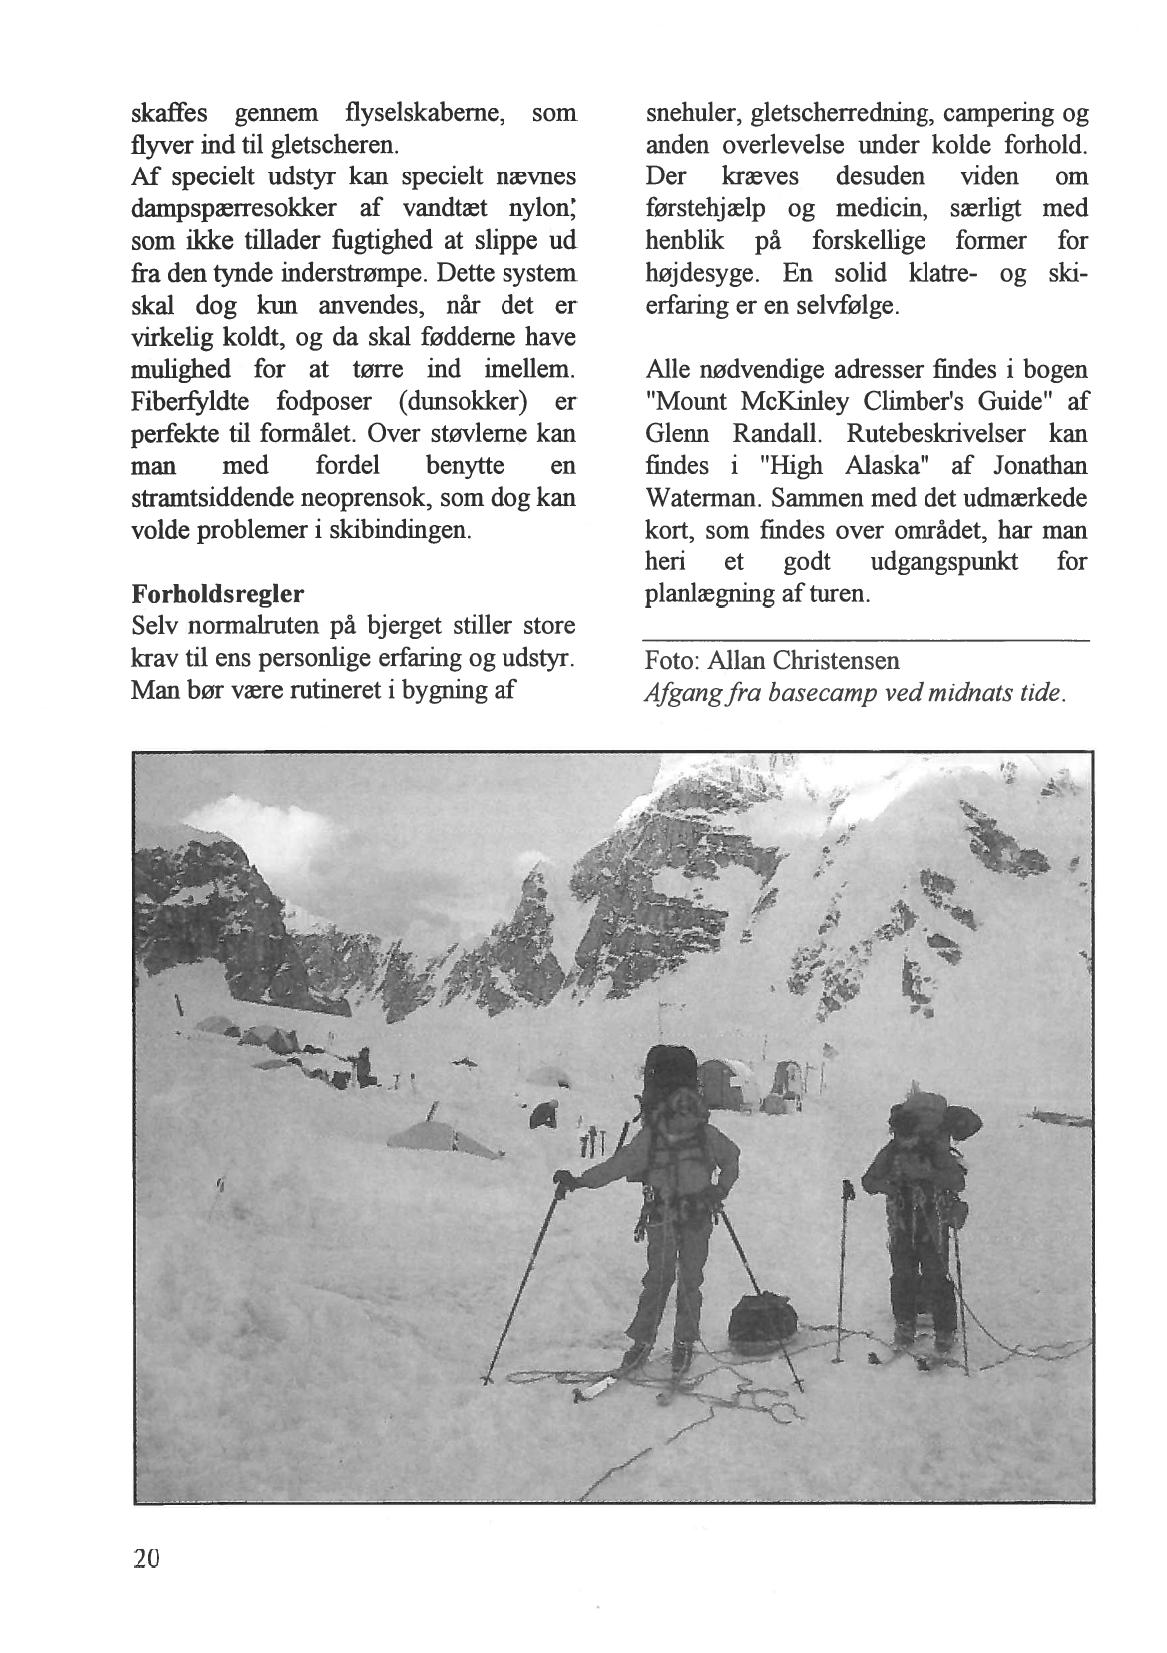 skaffes gennem flyselskaberne, som
flyver ind til gletscheren.
Af specielt udstyr kan specielt nævnes
dampspærresokker af vandtæt nylon;
som ikke tillader fugtighed at slippe ud
fra den tynde inderstrømpe. Dette system
skal dog kun anvendes, når det er
virkelig koldt, og da skal fødderne have
mulighed for at tørre ind imellem.
Fiberfyldte fodposer (dunsokker) er
perfekte til formålet. Over støvlerne kan
man med fordel benytte en
stramtsiddende neoprensok, som dog kan
volde problemer i skibindingen.
Forholdsregler
Selv normalruten på bjerget stiller store
krav til ens personlige erfaring og udstyr.
Man bør være rutineret i bygning af
snehuler, gletscherredning, campering og
anden overlevelse under kolde forhold.
Der kræves desuden viden om
førstehjælp og medicin, særligt med
henblik på forskellige former for
højdesyge. En solid klatre- og ski-
erfaring er en selvfølge.
Alle nødvendige adresser findes i bogen
"Mount McKinley Climber's Guide" af
Glenn Randall. Rutebeskrivelser kan
findes i "High Alaska" af Jonathan
Waterman. Sammen med det udmærkede
kort, som findes over området, har man
heri et godt udgangspunkt for
planlægning af turen.
Foto: Allan Christensen
Afgang fra basecamp ved midnats tide.
20